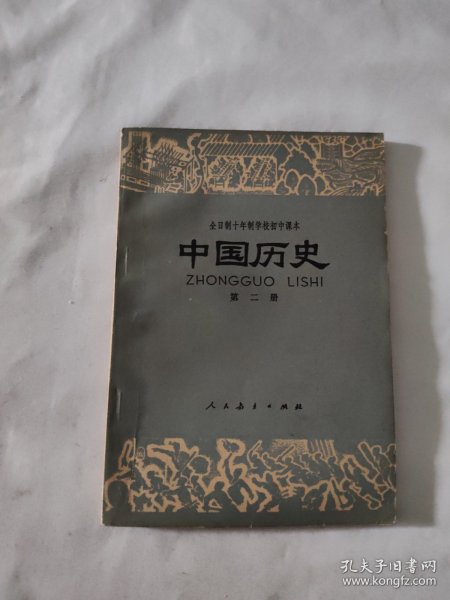 全日制十年制学校初中课本
中国历史
ZHONGGUO LISHI
第二册
人民教育出版社
孔夫子旧书网
www.kongfz.com